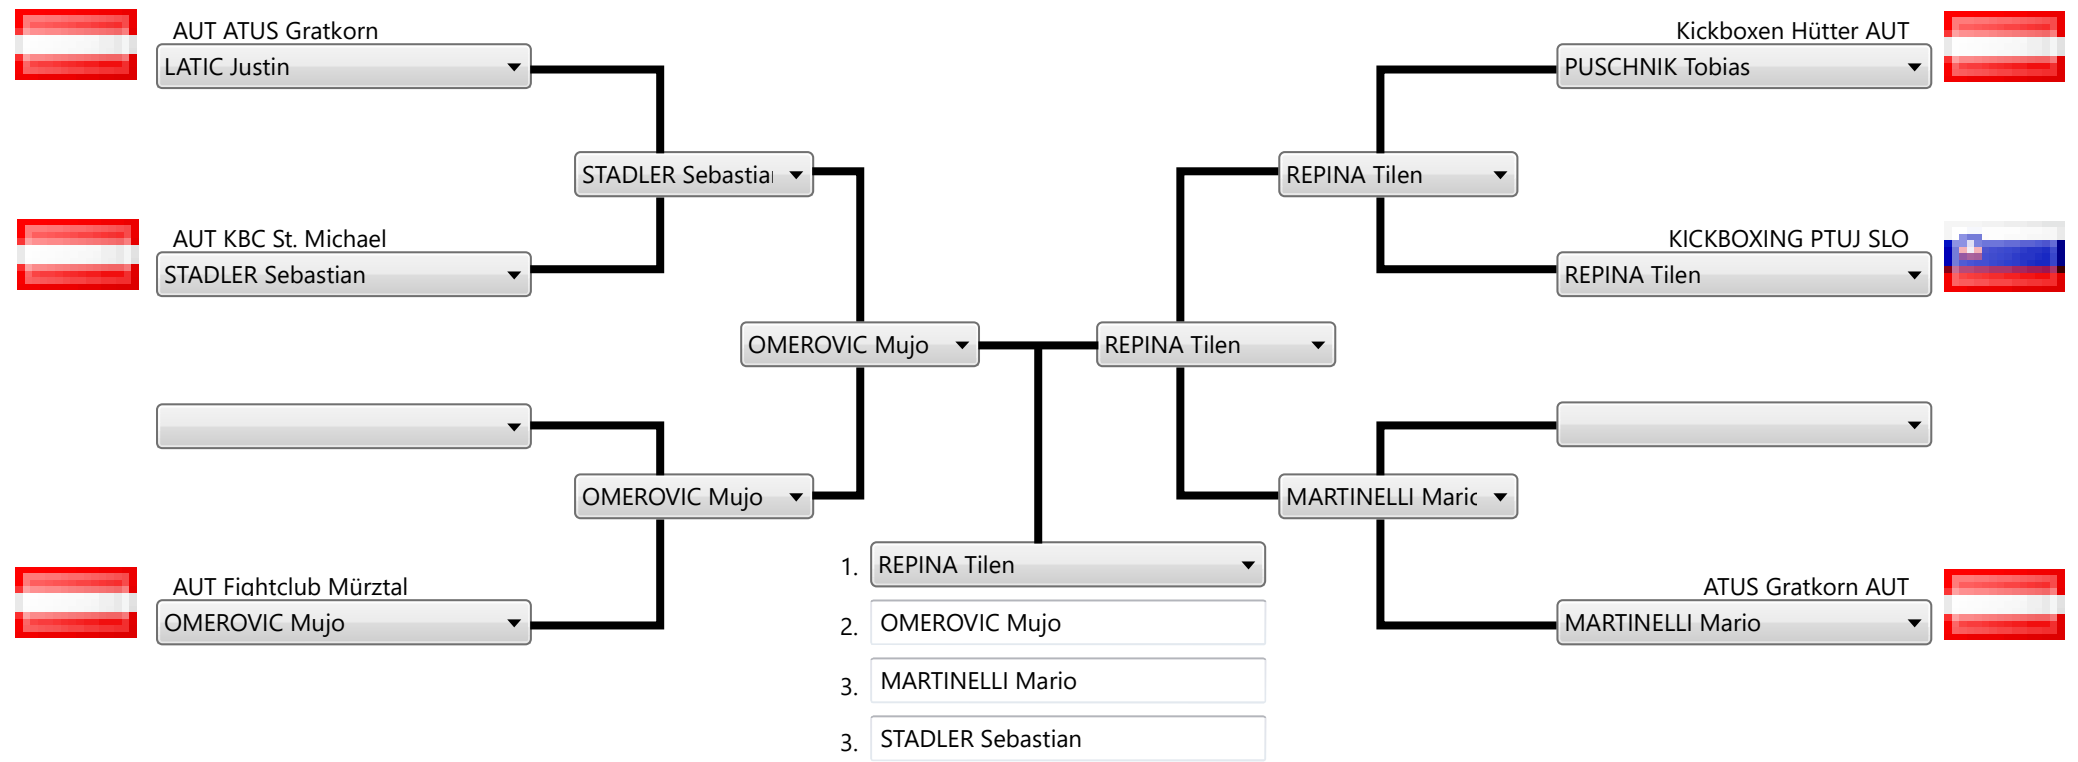 AUT ATUS Gratkorn
LATIC Justin
Kickboxen Hütter AUT
PUSCHNIK Tobias
STADLER Sebastia
REPINA Tilen
AUT KBC St. Michael
STADLER Sebastian
KICKBOXING PTUJ SLO
REPINA Tilen
OMEROVIC Mujo
REPINA Tilen
OMEROVIC Mujo
MARTINELLI Maric
AUT Fightclub Mürztal
OMEROVIC Mujo
ATUS Gratkorn AUT
MARTINELLI Mario
1. REPINA Tilen
2. OMEROVIC Mujo
3. MARTINELLI Mario
3. STADLER Sebastian